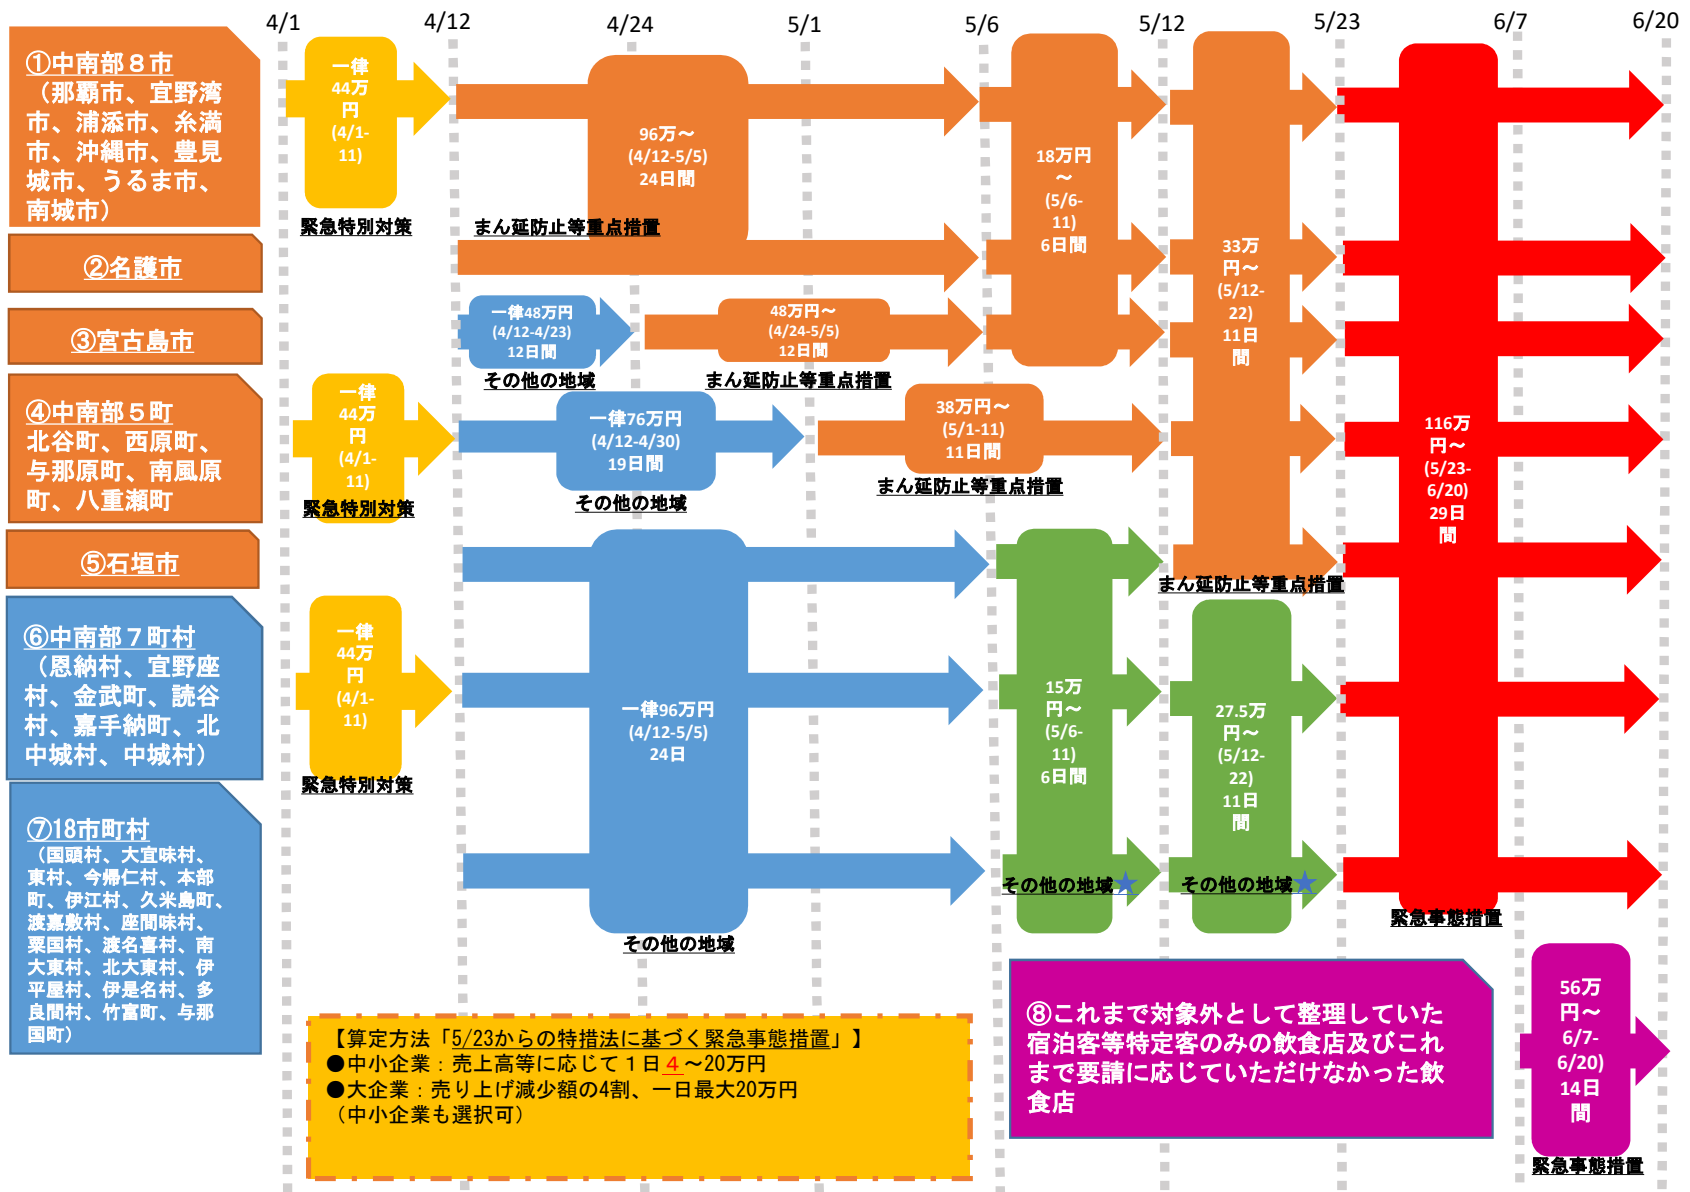 4/1
4/12
4/24
5/1
5/6
5/12
5/23
6/7
6/20
①中南部８市
（那覇市、宜野湾
市、浦添市、糸満
市、沖縄市、豊見
城市、うるま市、
南城市）
一律
44万
円
(4/1-
11)
緊急特別対策
96万～
(4/12-5/5)
24日間
まん延防止等重点措置
18万円
～
(5/6-
11)
6日間
33万
円～
(5/12-
22)
11日
間
116万
円～
(5/23-
6/20)
29日
間
②名護市
③宮古島市
一律48万円
(4/12-4/23)
12日間
その他の地域
48万円～
(4/24-5/5)
12日間
まん延防止等重点措置
④中南部５町
北谷町、西原町、
与那原町、南風原
町、八重瀬町
一律
44万
円
(4/1-
11)
緊急特別対策
一律76万円
(4/12-4/30)
19日間
その他の地域
38万円～
(5/1-11)
11日間
まん延防止等重点措置
⑤石垣市
まん延防止等重点措置
⑥中南部７町村
（恩納村、宜野座
村、金武町、読谷
村、嘉手納町、北
中城村、中城村）
一律
44万
円
(4/1-
11)
緊急特別対策
一律96万円
(4/12-5/5)
24日
その他の地域
15万
円～
(5/6-
11)
6日間
その他の地域★
27.5万
円～
(5/12-
22)
11日
間
その他の地域★
緊急事態措置
⑦18市町村
（国頭村、大宜味村、
東村、今帰仁村、本部
町、伊江村、久米島町、
渡嘉敷村、座間味村、
粟国村、渡名喜村、南
大東村、北大東村、伊
平屋村、伊是名村、多
良間村、竹富町、与那
国町）
【算定方法「5/23からの特措法に基づく緊急事態措置」】
●中小企業：売上高等に応じて１日４～20万円
●大企業：売り上げ減少額の4割、一日最大20万円
（中小企業も選択可）
⑧これまで対象外として整理していた
宿泊客等特定客のみの飲食店及びこれ
まで要請に応じていただけなかった飲
食店
56万
円～
6/7-
6/20)
14日
間
緊急事態措置